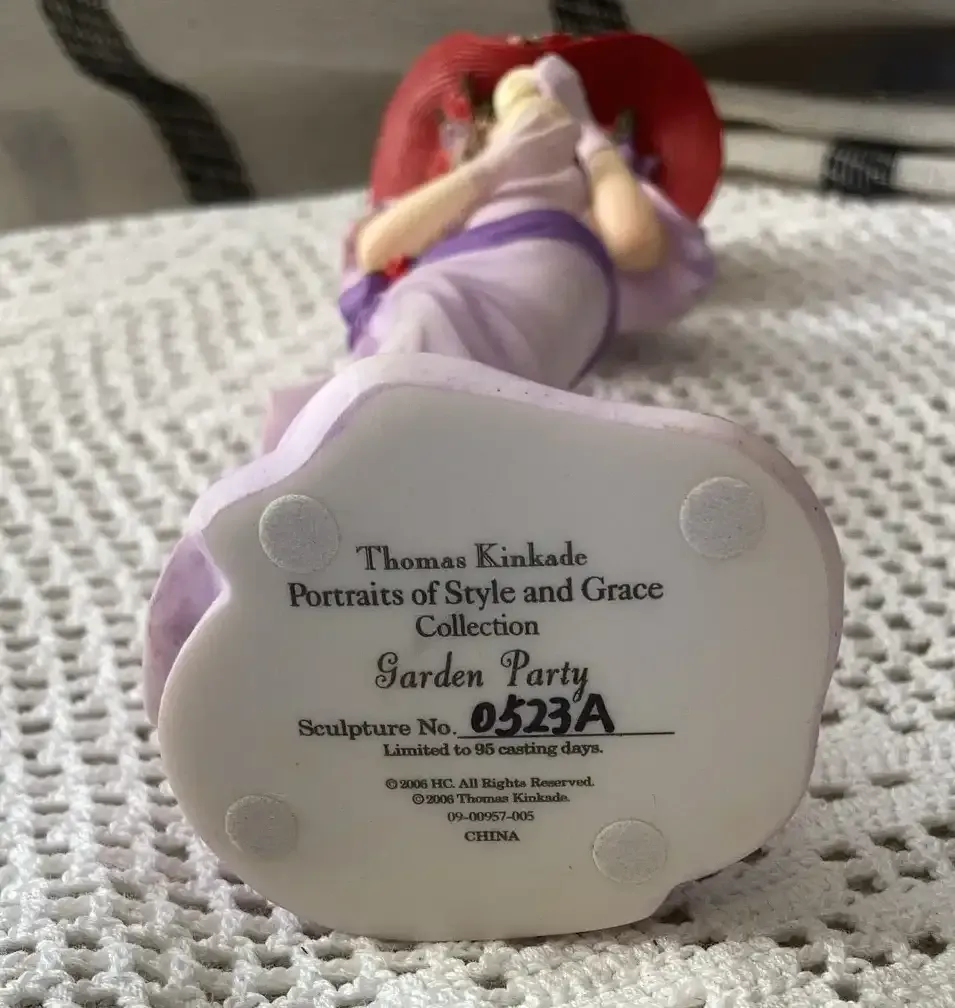 Thomas Kinkade
Portraits of Style and Grace
Collection
Garden Party
Sculpture No. 0523A
Limited to 95 casting days.
© 2006 HC. All Rights Reserved.
© 2006 Thomas Kinkade.
09-00957-005
CHINA